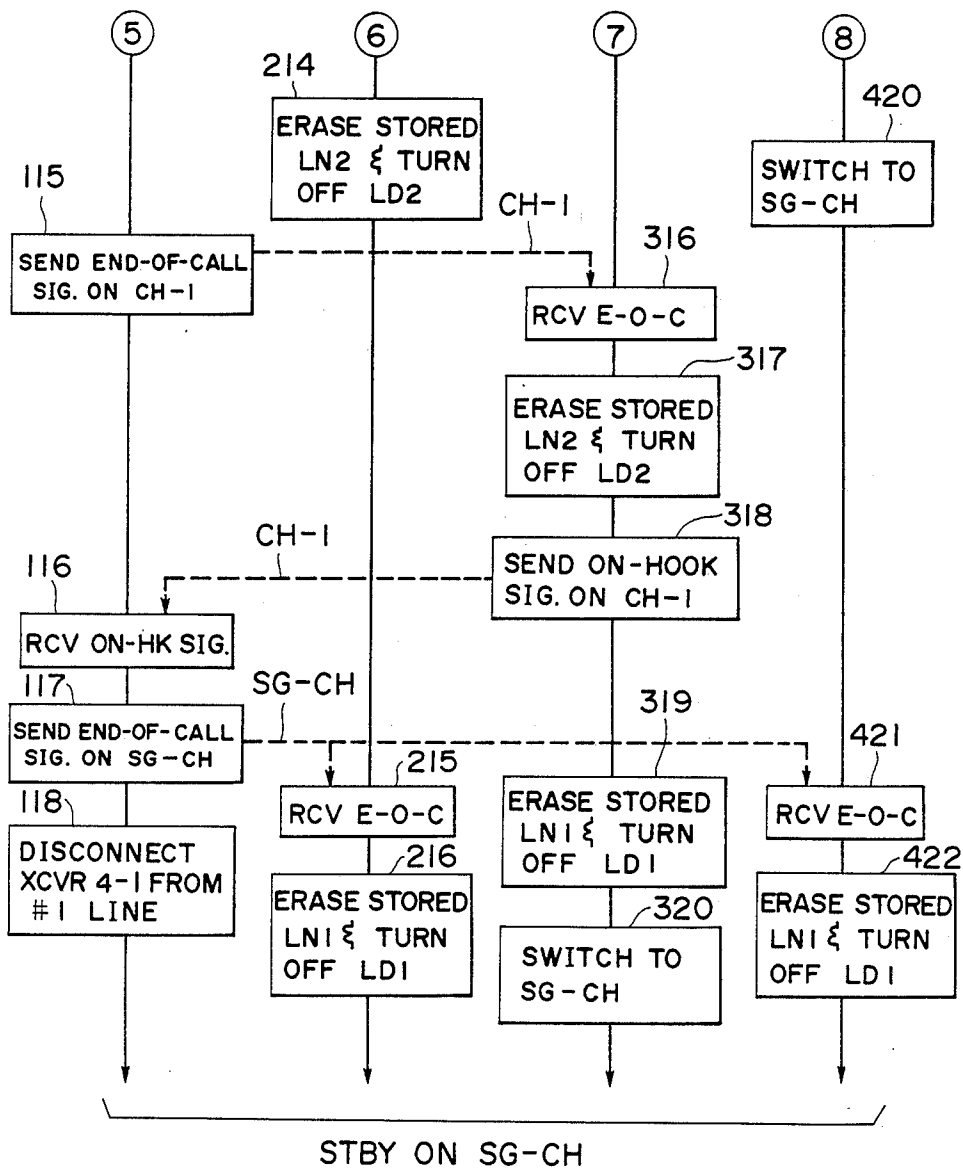 5
6
7
8
214
ERASE STORED
LN2 & TURN
OFF LD2
420
SWITCH TO
SG-CH
115
SEND END-OF-CALL
SIG. ON CH-1
CH-1
316
RCV E-O-C
317
ERASE STORED
LN2 & TURN
OFF LD2
318
SEND ON-HOOK
SIG. ON CH-1
CH-1
116
RCV ON-HK SIG.
117
SEND END-OF-CALL
SIG. ON SG-CH
SG-CH
215
RCV E-O-C
319
ERASE STORED
LN1 & TURN
OFF LD1
421
RCV E-O-C
118
DISCONNECT
XCVR 4-1 FROM
#1 LINE
216
ERASE STORED
LN1 & TURN
OFF LD1
320
SWITCH TO
SG-CH
422
ERASE STORED
LN1 & TURN
OFF LD1
STBY ON SG-CH